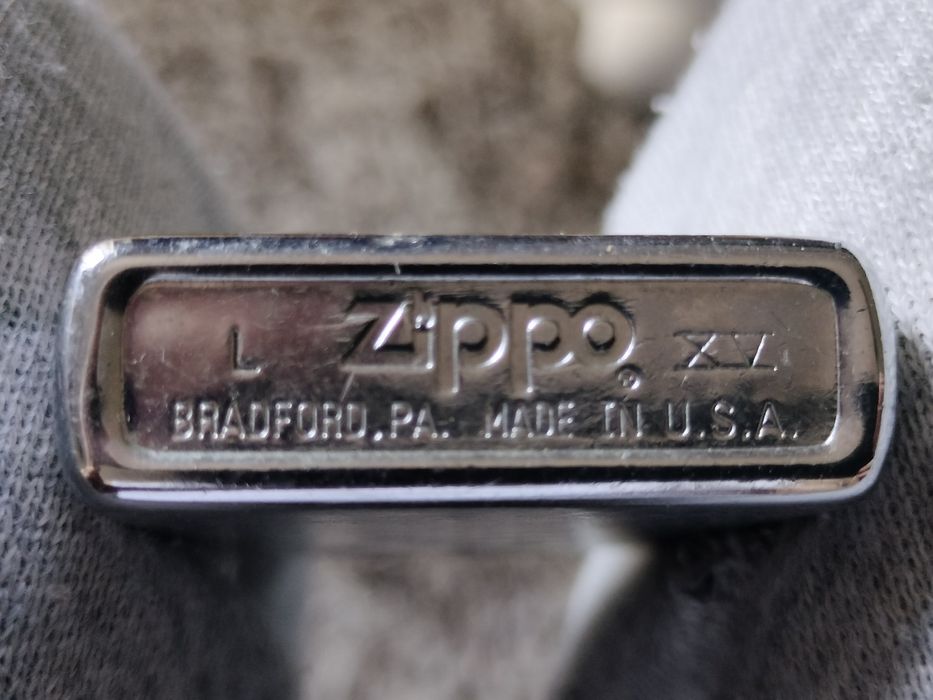 L Zippo ® XV
BRADFORD,PA. MADE IN U.S.A.